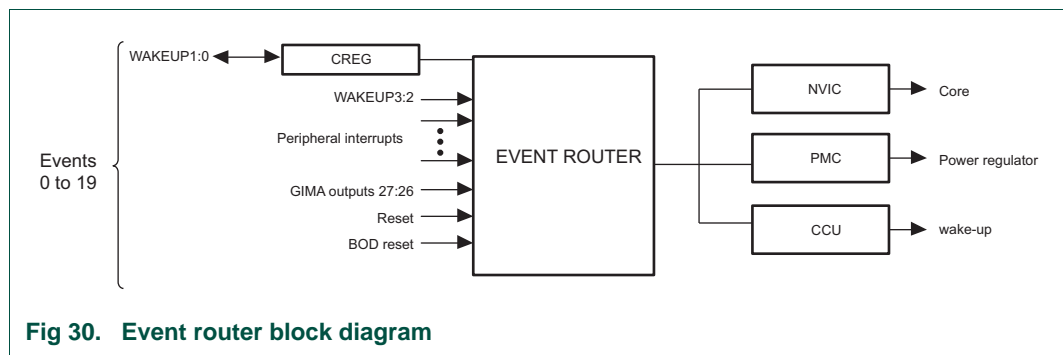 WAKEUP1:0
CREG
WAKEUP3:2
Peripheral interrupts
Events
0 to 19
GIMA outputs 27:26
Reset
BOD reset
EVENT ROUTER
NVIC
Core
PMC
Power regulator
CCU
wake-up
Fig 30. Event router block diagram